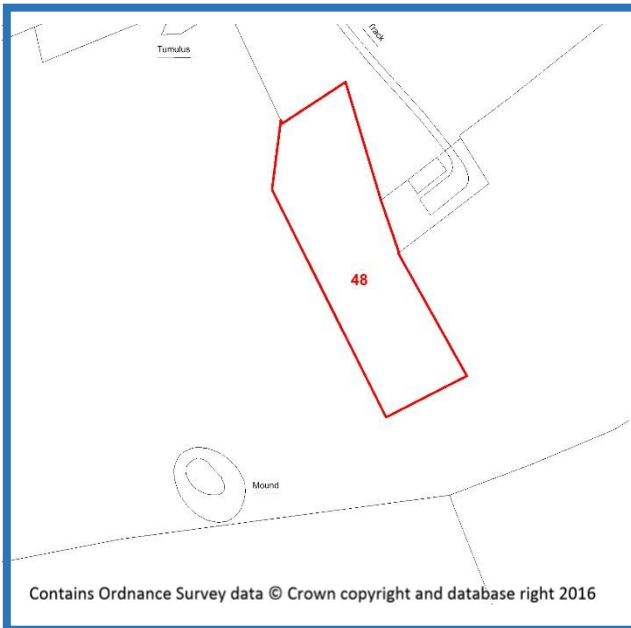 Track
Tumulus
48
Mound
Contains Ordnance Survey data © Crown copyright and database right 2016